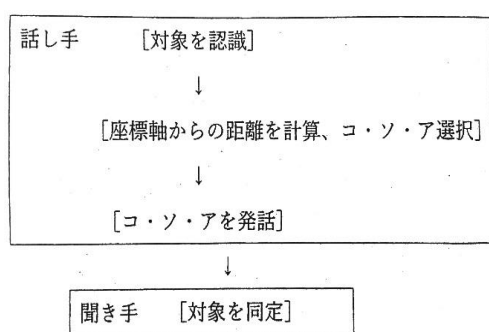 話し手 [対象を認識]
↓
[座標軸からの距離を計算、コ・ソ・ア選択]
↓
[コ・ソ・アを発話]
↓
聞き手 [対象を同定]